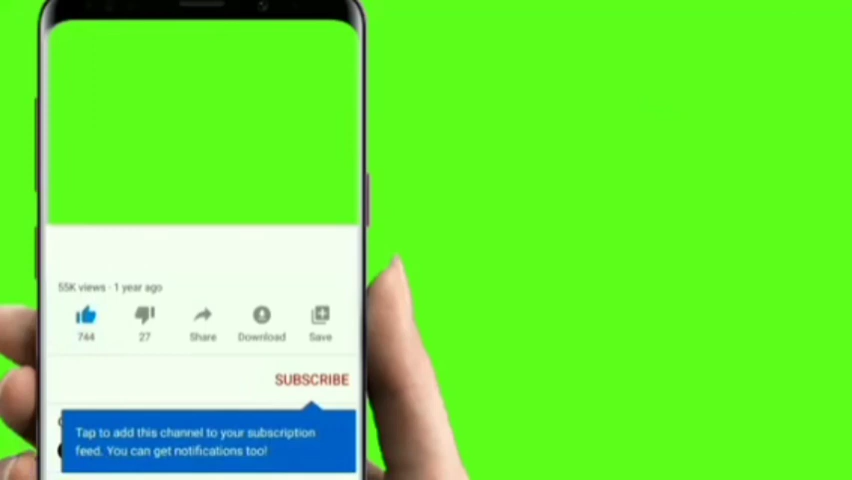 55K views · 1 year ago
744
27
Share
Download
Save
SUBSCRIBE
Tap to add this channel to your subscription
feed. You can get notifications too!